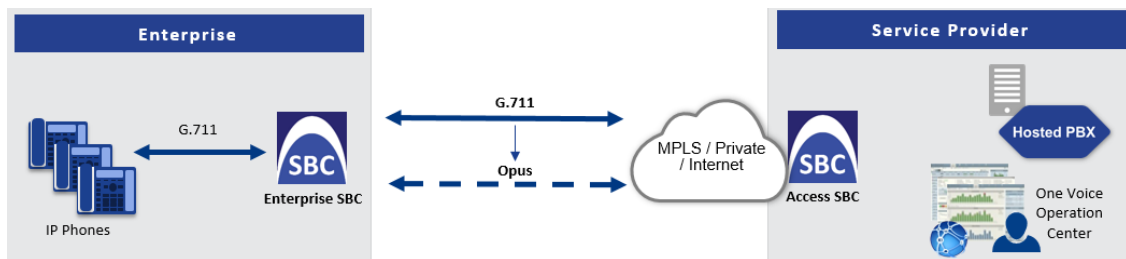 Enterprise
Service Provider
G.711
SBC
Enterprise SBC
IP Phones
G.711
Opus
MPLS / Private
/ Internet
SBC
Access SBC
Hosted PBX
One Voice
Operation
Center